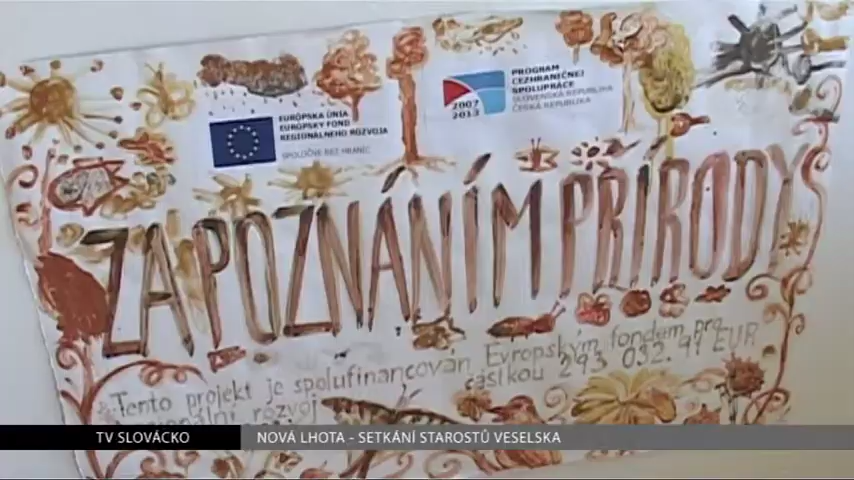 EURÓPSKA ÚNIA
EURÓPSKY FOND
REGIONÁLNEHO ROZVOJA
SPOLOČNE BEZ HRANÍC
PROGRAM
CEZHRANIČNEJ
SPOLUPRÁCE
SLOVENSKÁ REPUBLIKA
ČESKÁ REPUBLIKA
2007
2013
ZA POZNÁNÍM PŘÍRODY
Tento projekt je spolufinancován Evropským fondem pro
regionální rozvoj částkou 293 032.97 EUR
TV SLOVÁCKO
NOVÁ LHOTA - SETKÁNÍ STAROSTŮ VESELSKA